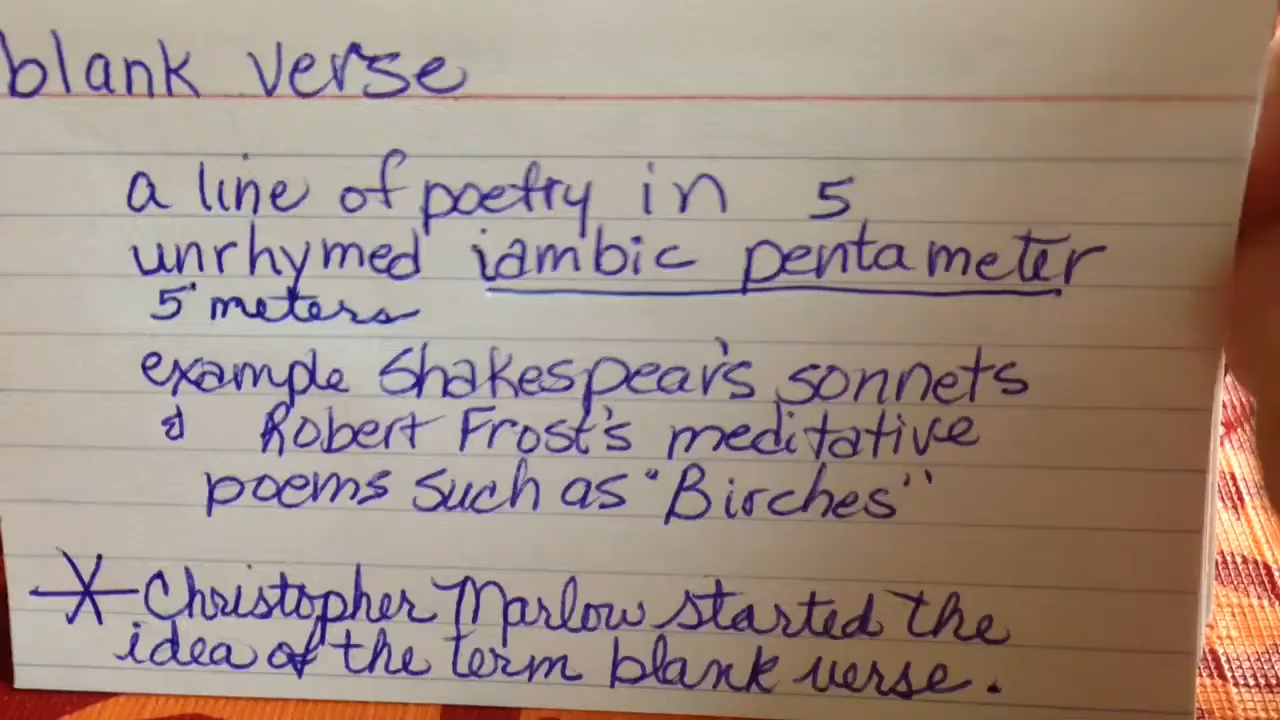 blank verse
a line of poetry in 5
unrhymed iambic pentameter
5 meters
example Shakespear's sonnets
& Robert Frost's meditative
poems such as "Birches"
* Christopher Marlow started the
idea of the term blank verse.